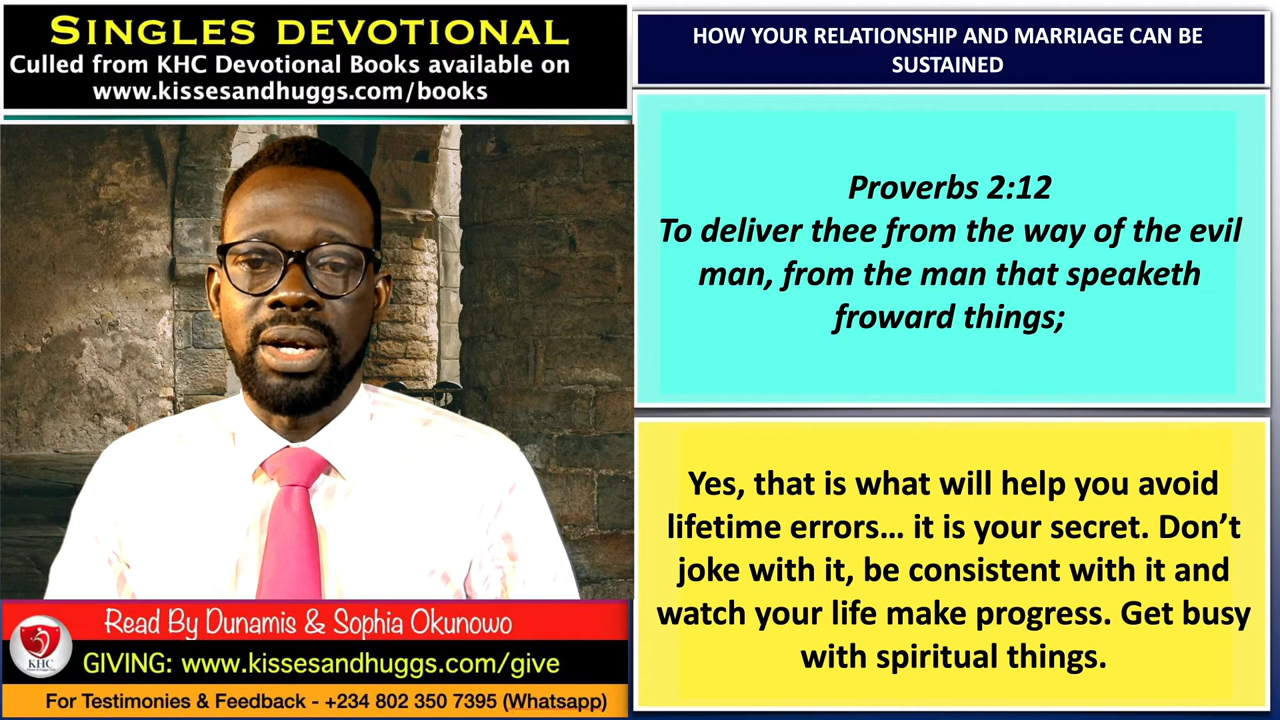 SINGLES DEVOTIONAL
Culled from KHC Devotional Books available on
www.kissesandhuggs.com/books
HOW YOUR RELATIONSHIP AND MARRIAGE CAN BE
SUSTAINED
Proverbs 2:12
To deliver thee from the way of the evil
man, from the man that speaketh
froward things;
Yes, that is what will help you avoid
lifetime errors... it is your secret. Don't
joke with it, be consistent with it and
watch your life make progress. Get busy
with spiritual things.
Read By Dunamis & Sophia Okunowo
KHC
GIVING: www.kissesandhuggs.com/give
For Testimonies & Feedback - +234 802 350 7395 (Whatsapp)